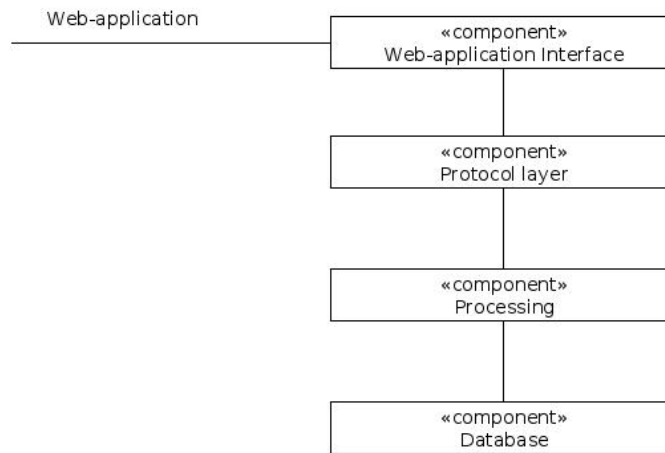 Web-application
«component»
Web-application Interface
«component»
Protocol layer
«component»
Processing
«component»
Database